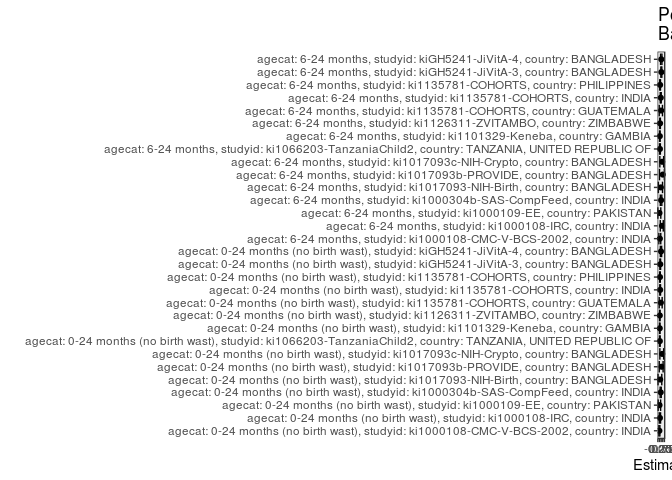 agecat: 6-24 months, studyid: kiGH5241-JiVitA-4, country: BANGLADESH
agecat: 6-24 months, studyid: kiGH5241-JiVitA-3, country: BANGLADESH
agecat: 6-24 months, studyid: ki1135781-COHORTS, country: PHILIPPINES
agecat: 6-24 months, studyid: ki1135781-COHORTS, country: INDIA
agecat: 6-24 months, studyid: ki1135781-COHORTS, country: GUATEMALA
agecat: 6-24 months, studyid: ki1126311-ZVITAMBO, country: ZIMBABWE
agecat: 6-24 months, studyid: ki1101329-Keneba, country: GAMBIA
agecat: 6-24 months, studyid: ki1066203-TanzaniaChild2, country: TANZANIA, UNITED REPUBLIC OF
agecat: 6-24 months, studyid: ki1017093c-NIH-Crypto, country: BANGLADESH
agecat: 6-24 months, studyid: ki1017093b-PROVIDE, country: BANGLADESH
agecat: 6-24 months, studyid: ki1017093-NIH-Birth, country: BANGLADESH
agecat: 6-24 months, studyid: ki1000304b-SAS-CompFeed, country: INDIA
agecat: 6-24 months, studyid: ki1000109-EE, country: PAKISTAN
agecat: 6-24 months, studyid: ki1000108-IRC, country: INDIA
agecat: 6-24 months, studyid: ki1000108-CMC-V-BCS-2002, country: INDIA
agecat: 0-24 months (no birth wast), studyid: kiGH5241-JiVitA-4, country: BANGLADESH
agecat: 0-24 months (no birth wast), studyid: kiGH5241-JiVitA-3, country: BANGLADESH
agecat: 0-24 months (no birth wast), studyid: ki1135781-COHORTS, country: PHILIPPINES
agecat: 0-24 months (no birth wast), studyid: ki1135781-COHORTS, country: INDIA
agecat: 0-24 months (no birth wast), studyid: ki1135781-COHORTS, country: GUATEMALA
agecat: 0-24 months (no birth wast), studyid: ki1126311-ZVITAMBO, country: ZIMBABWE
agecat: 0-24 months (no birth wast), studyid: ki1101329-Keneba, country: GAMBIA
agecat: 0-24 months (no birth wast), studyid: ki1066203-TanzaniaChild2, country: TANZANIA, UNITED REPUBLIC OF
agecat: 0-24 months (no birth wast), studyid: ki1017093c-NIH-Crypto, country: BANGLADESH
agecat: 0-24 months (no birth wast), studyid: ki1017093b-PROVIDE, country: BANGLADESH
agecat: 0-24 months (no birth wast), studyid: ki1017093-NIH-Birth, country: BANGLADESH
agecat: 0-24 months (no birth wast), studyid: ki1000304b-SAS-CompFeed, country: INDIA
agecat: 0-24 months (no birth wast), studyid: ki1000109-EE, country: PAKISTAN
agecat: 0-24 months (no birth wast), studyid: ki1000108-IRC, country: INDIA
agecat: 0-24 months (no birth wast), studyid: ki1000108-CMC-V-BCS-2002, country: INDIA